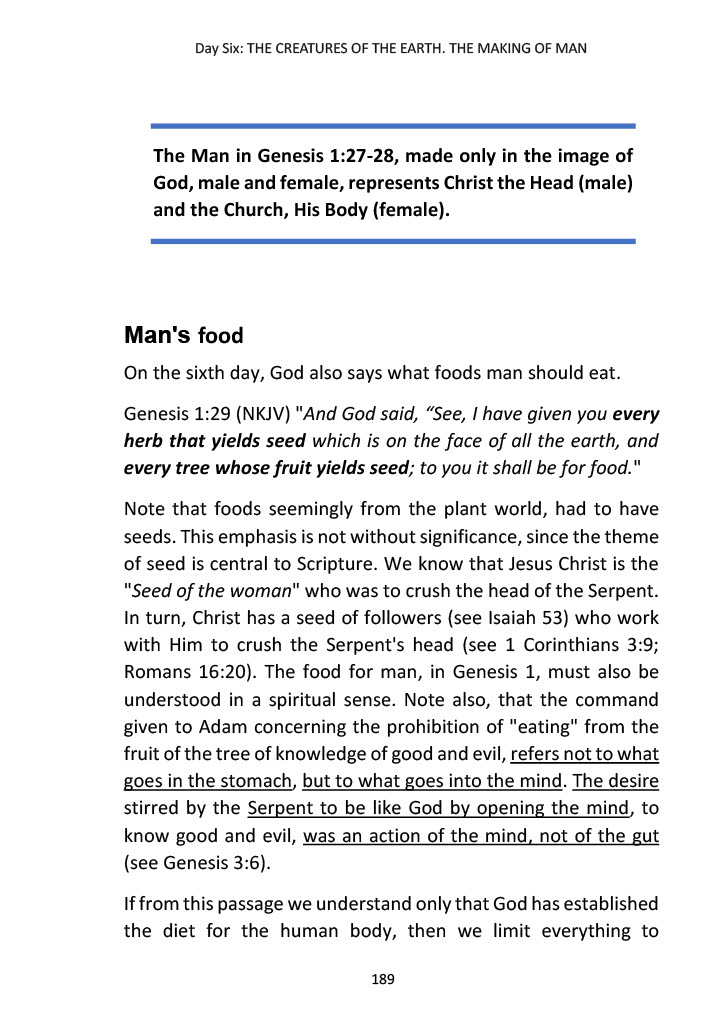 Day Six: THE CREATURES OF THE EARTH. THE MAKING OF MAN
The Man in Genesis 1:27-28, made only in the image of
God, male and female, represents Christ the Head (male)
and the Church, His Body (female).
Man's food
On the sixth day, God also says what foods man should eat.
Genesis 1:29 (NKJV) "And God said, “See, I have given you every
herb that yields seed which is on the face of all the earth, and
every tree whose fruit yields seed; to you it shall be for food."
Note that foods seemingly from the plant world, had to have
seeds. This emphasis is not without significance, since the theme
of seed is central to Scripture. We know that Jesus Christ is the
"Seed of the woman" who was to crush the head of the Serpent.
In turn, Christ has a seed of followers (see Isaiah 53) who work
with Him to crush the Serpent's head (see 1 Corinthians 3:9;
Romans 16:20). The food for man, in Genesis 1, must also be
understood in a spiritual sense. Note also, that the command
given to Adam concerning the prohibition of "eating" from the
fruit of the tree of knowledge of good and evil, refers not to what
goes in the stomach, but to what goes into the mind. The desire
stirred by the Serpent to be like God by opening the mind, to
know good and evil, was an action of the mind, not of the gut
(see Genesis 3:6).
If from this passage we understand only that God has established
the diet for the human body, then we limit everything to
189